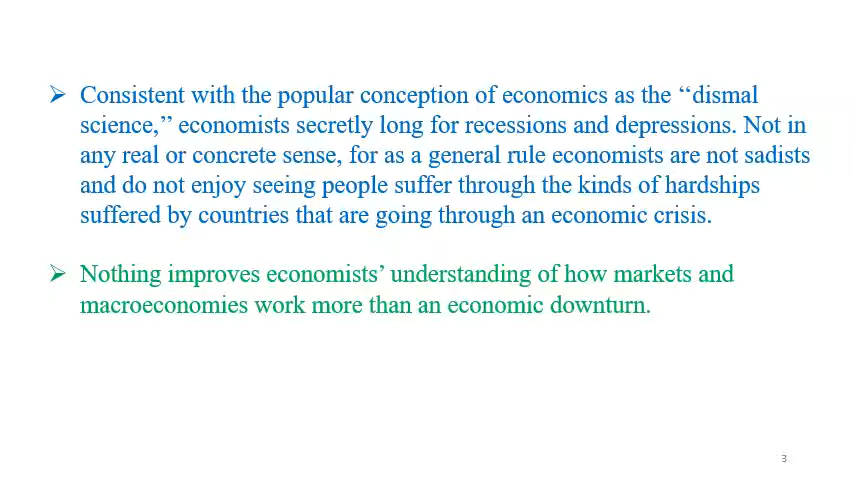 ➢ Consistent with the popular conception of economics as the ‘‘dismal
science,’’ economists secretly long for recessions and depressions. Not in
any real or concrete sense, for as a general rule economists are not sadists
and do not enjoy seeing people suffer through the kinds of hardships
suffered by countries that are going through an economic crisis.
➢ Nothing improves economists’ understanding of how markets and
macroeconomies work more than an economic downturn.
3